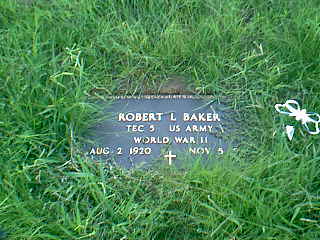 ROBERT L BAKER
TEC 5 US ARMY
WORLD WAR II
AUG 2 1920 NOV 5